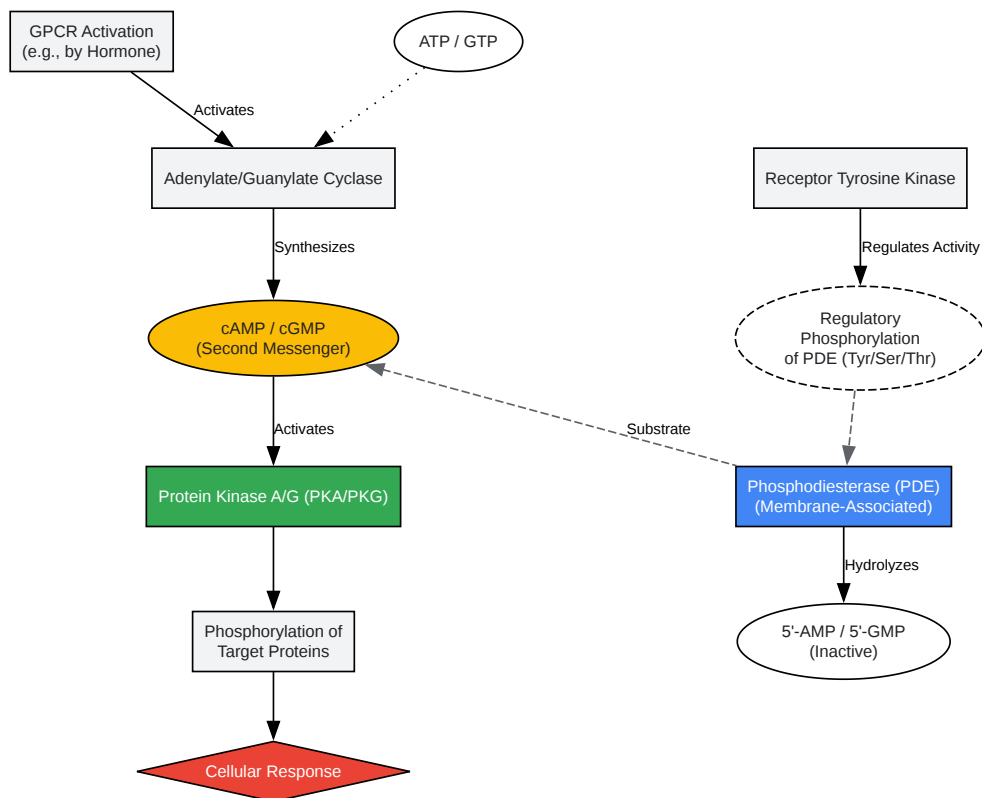 GPCR Activation
(e.g., by Hormone)
ATP / GTP
Activates
Adenylate/Guanylate Cyclase
Receptor Tyrosine Kinase
Synthesizes
Regulates Activity
cAMP / cGMP
(Second Messenger)
Regulatory
Phosphorylation
of PDE (Tyr/Ser/Thr)
Activates
Substrate
Protein Kinase A/G (PKA/PKG)
Phosphodiesterase (PDE)
(Membrane-Associated)
Hydrolyzes
Phosphorylation of
Target Proteins
5'-AMP / 5'-GMP
(Inactive)
Cellular Response